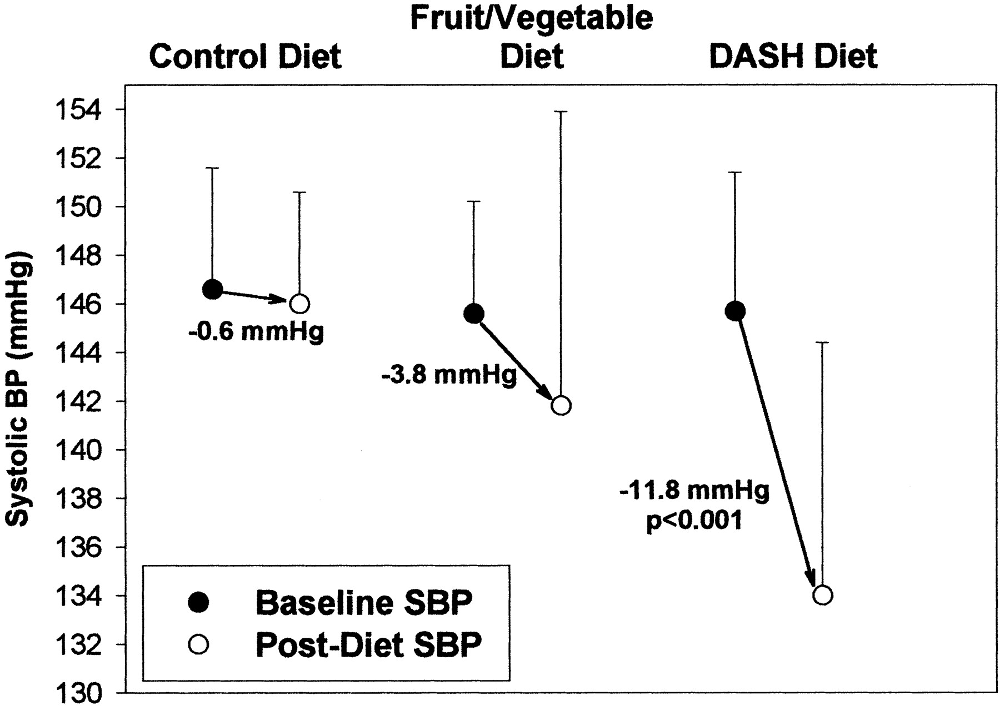 Fruit/Vegetable
Control Diet Diet DASH Diet
154
152
150
148
146
144
142
140
138
136
134
132
130
Systolic BP (mmHg)
-0.6 mmHg
-3.8 mmHg
-11.8 mmHg
p<0.001
Baseline SBP
Post-Diet SBP